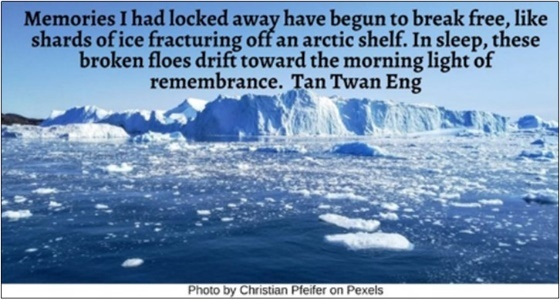 Memories I had locked away have begun to break free, like
shards of ice fracturing off an arctic shelf. In sleep, these
broken floes drift toward the morning light of
remembrance. Tan Twan Eng
Photo by Christian Pfeifer on Pexels